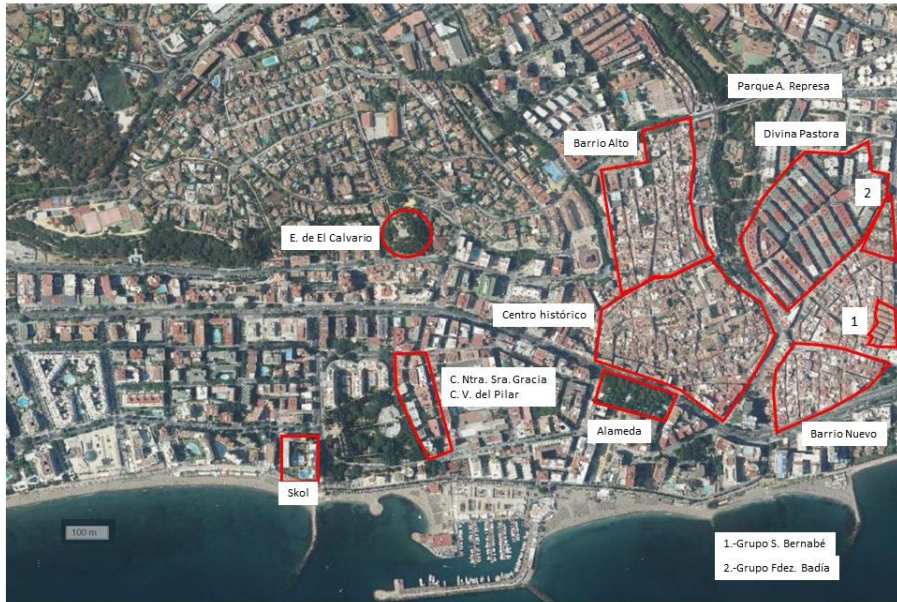 Parque A. Represa
Barrio Alto
Divina Pastora
2
E. de El Calvario
Centro histórico
1
C. Ntra. Sra. Gracia
C. V. del Pilar
Alameda
Barrio Nuevo
Skol
100 m
1.-Grupo S. Bernabé
2.-Grupo Fdez. Badía